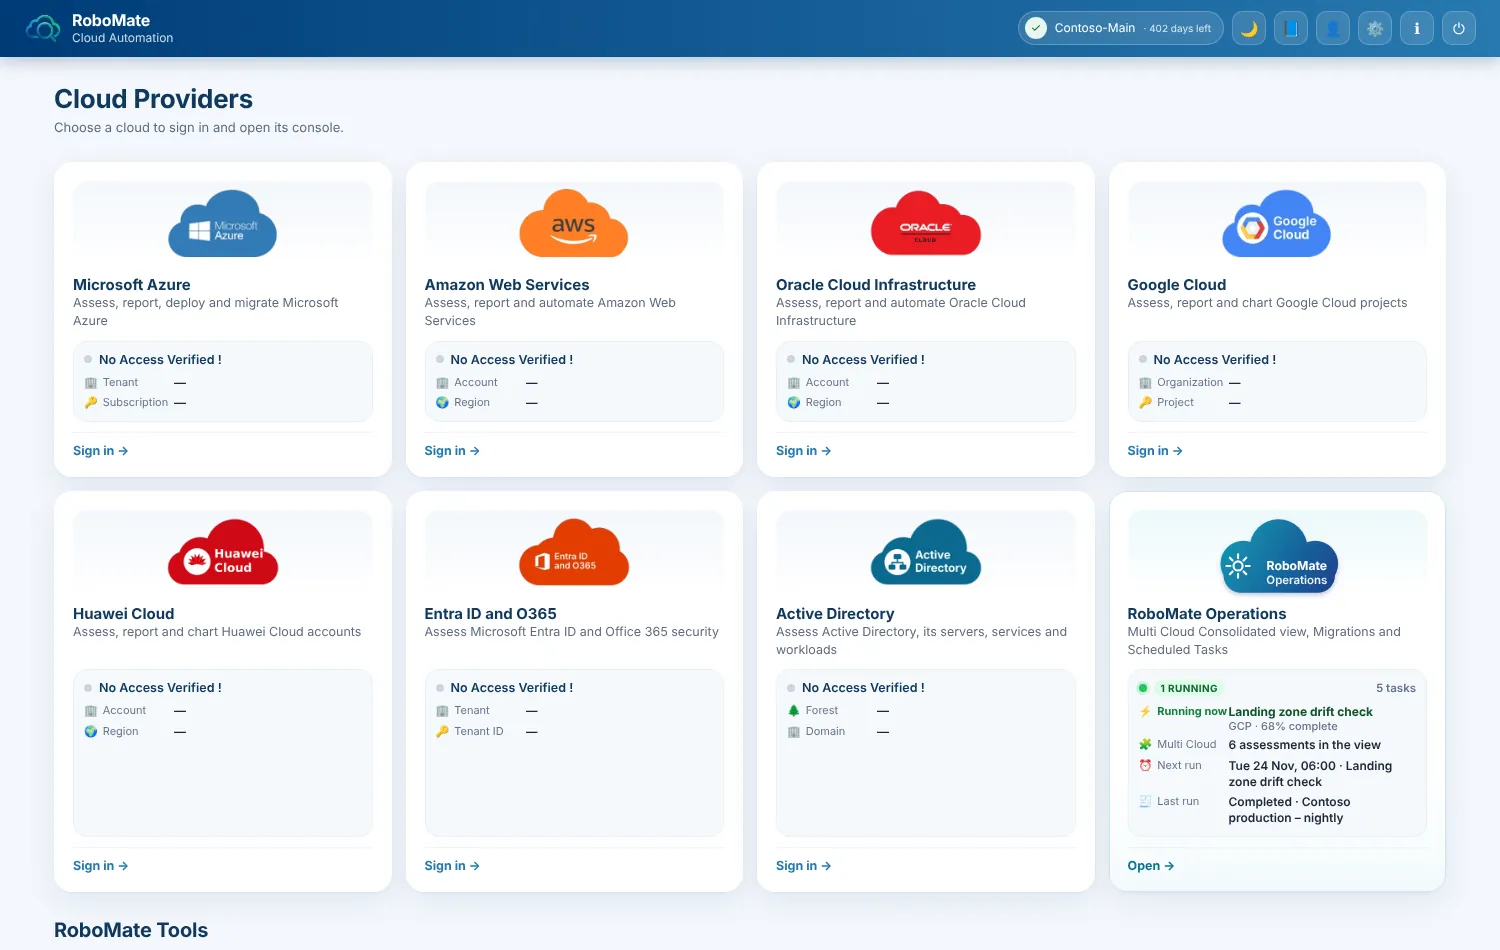 RoboMate
Cloud Automation
Contoso-Main · 402 days left
Cloud Providers
Choose a cloud to sign in and open its console.
Microsoft
Azure
Microsoft Azure
Assess, report, deploy and migrate Microsoft
Azure
No Access Verified !
Tenant —
Subscription —
Sign in →
aws
Amazon Web Services
Assess, report and automate Amazon Web
Services
No Access Verified !
Account —
Region —
Sign in →
ORACLE
CLOUD
Oracle Cloud Infrastructure
Assess, report and automate Oracle Cloud
Infrastructure
No Access Verified !
Account —
Region —
Sign in →
Google
Cloud
Google Cloud
Assess, report and chart Google Cloud projects
No Access Verified !
Organization —
Project —
Sign in →
Huawei
Cloud
Huawei Cloud
Assess, report and chart Huawei Cloud accounts
No Access Verified !
Account —
Region —
Sign in →
Entra ID
and O365
Entra ID and O365
Assess Microsoft Entra ID and Office 365 security
No Access Verified !
Tenant —
Tenant ID —
Sign in →
Active
Directory
Active Directory
Assess Active Directory, its servers, services and
workloads
No Access Verified !
Forest —
Domain —
Sign in →
RoboMate
Operations
RoboMate Operations
Multi Cloud Consolidated view, Migrations and
Scheduled Tasks
1 RUNNING 5 tasks
Running now Landing zone drift check
GCP · 68% complete
Multi Cloud 6 assessments in the view
Next run Tue 24 Nov, 06:00 · Landing
zone drift check
Last run Completed · Contoso
production – nightly
Open →
RoboMate Tools